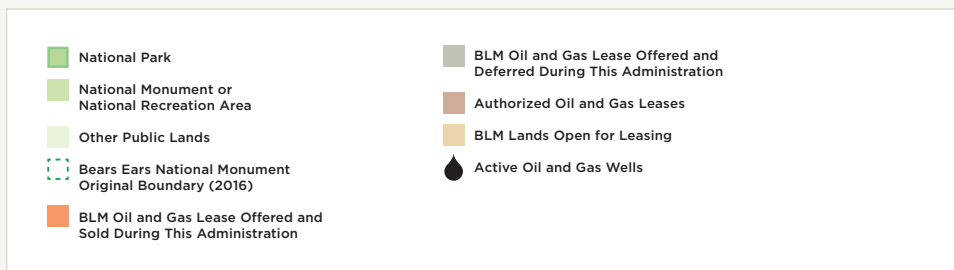 National Park
National Monument or
National Recreation Area
Other Public Lands
Bears Ears National Monument
Original Boundary (2016)
BLM Oil and Gas Lease Offered and
Sold During This Administration
BLM Oil and Gas Lease Offered and
Deferred During This Administration
Authorized Oil and Gas Leases
BLM Lands Open for Leasing
Active Oil and Gas Wells